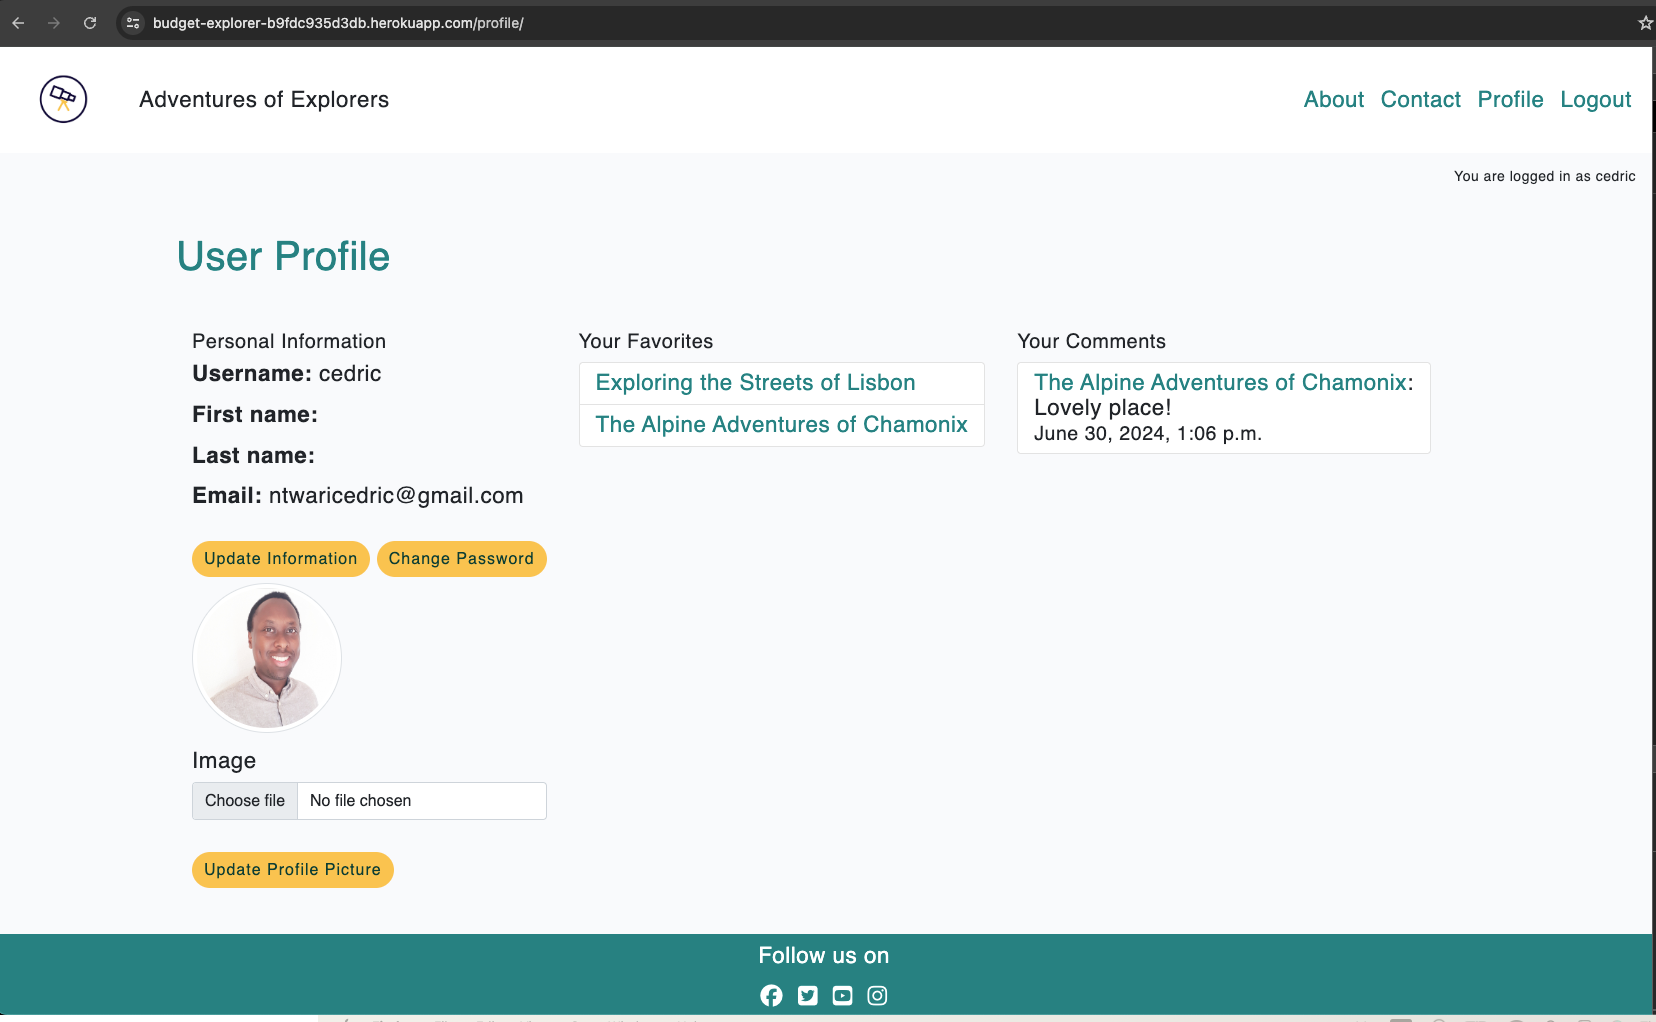 budget-explorer-b9fdc935d3db.herokuapp.com/profile/
Adventures of Explorers
About Contact Profile Logout
You are logged in as cedric
User Profile
Personal Information
Username: cedric
First name:
Last name:
Email: ntwaricedric@gmail.com
Update Information Change Password
Image
Choose file No file chosen
Update Profile Picture
Your Favorites
Exploring the Streets of Lisbon
The Alpine Adventures of Chamonix
Your Comments
The Alpine Adventures of Chamonix:
Lovely place!
June 30, 2024, 1:06 p.m.
Follow us on